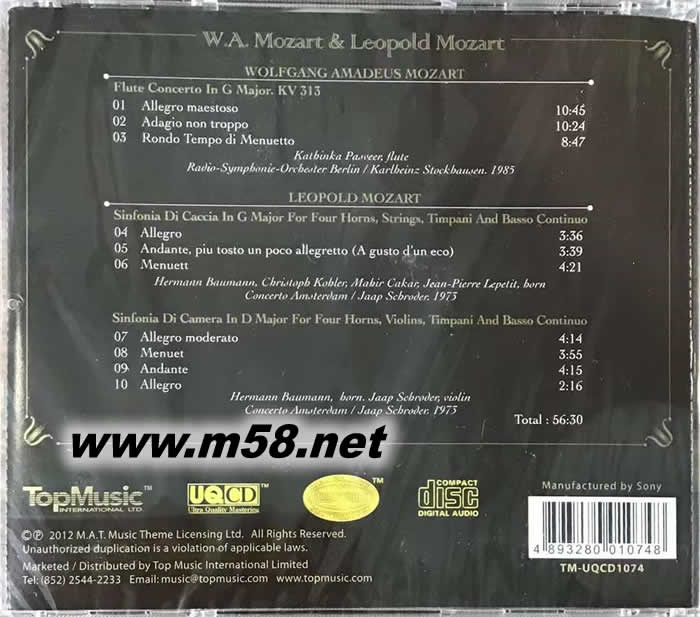 W.A. Mozart & Leopold Mozart
WOLFGANG AMADEUS MOZART
Flute Concerto In G Major. KV 313
01 Allegro maestoso 10:45
02 Adagio non troppo 10:24
03 Rondo Tempo di Menuetto 8:47
Kathinka Pasveer, flute
Radio-Symphonie-Orchester Berlin / Karlheinz Stockhausen. 1985
LEOPOLD MOZART
Sinfonia Di Caccia In G Major For Four Horns, Strings, Timpani And Basso Continuo
04 Allegro 3:36
05 Andante, piu tosto un poco allegretto (A gusto d'un eco) 3:39
06 Menuett 4:21
Hermann Baumann, Christoph Kohler, Mahir Cakar, Jean-Pierre Lepetit, horn
Concerto Amsterdam / Jaap Schroder. 1973
Sinfonia Di Camera In D Major For Four Horns, Violins, Timpani And Basso Continuo
07 Allegro moderato 4:14
08 Menuet 3:55
09 Andante 4:15
10 Allegro 2:16
Hermann Baumann, horn. Jaap Schroder, violin
Concerto Amsterdam / Jaap Schroder. 1973
Total : 56:30
www.m58.net
TopMusic™
INTERNATIONAL LTD
UQCD™
Ultra Quality Mastering
™
COMPACT
disc
DIGITAL AUDIO
Manufactured by Sony
4 893280 010748
TM-UQCD1074
©℗ 2012 M.A.T. Music Theme Licensing Ltd. All Rights Reserved.
Unauthorized duplication is a violation of applicable laws.
Marketed / Distributed by Top Music International Limited
Tel: (852) 2544-2233 Email: music@topmusic.com www.topmusic.com